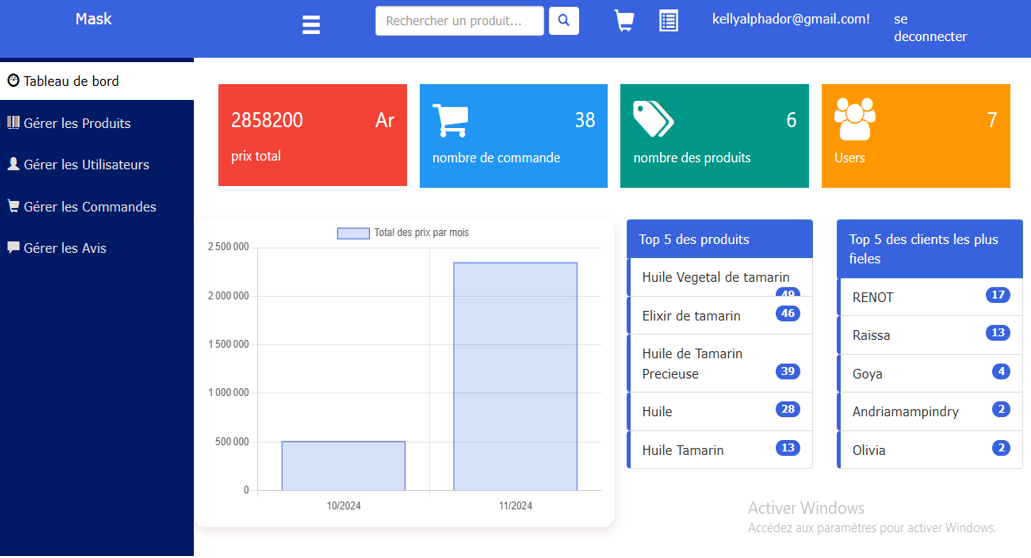 Mask
Rechercher un produit...
kellyalphador@gmail.com!
se
deconnecter
Tableau de bord
Gérer les Produits
Gérer les Utilisateurs
Gérer les Commandes
Gérer les Avis
2858200 Ar
prix total
38
nombre de commande
6
nombre des produits
7
Users
Total des prix par mois
2 500 000
2 000 000
1 500 000
1 000 000
500 000
0
10/2024 11/2024
Top 5 des produits
Huile Vegetal de tamarin
49
Elixir de tamarin 46
Huile de Tamarin
Precieuse 39
Huile 28
Huile Tamarin 13
Top 5 des clients les plus
fieles
RENOT 17
Raissa 13
Goya 4
Andriamampindry 2
Olivia 2
Activer Windows
Accédez aux paramètres pour activer Windows.